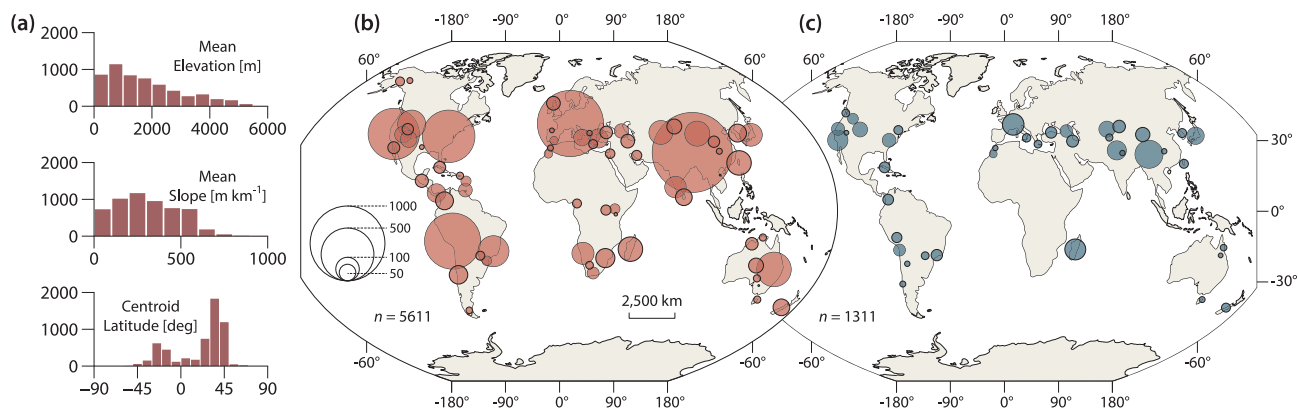 (a)
2000
1000
0
Mean
Elevation [m]
0 2000 4000 6000
2000
1000
0
Mean
Slope [m km-1]
0 500 1000
2000
1000
0
Centroid
Latitude [deg]
−90 −45 0 45 90
(b)
-180° -90° 0° 90° 180°
60°
60°
1000
500
100
50
n = 5611
2,500 km
-60°
-60°
-180° -90° 0° 90° 180°
(c)
-180° -90° 0° 90° 180°
60°
30°
0°
-30°
n = 1311
-60°
-180° -90° 0° 90° 180°